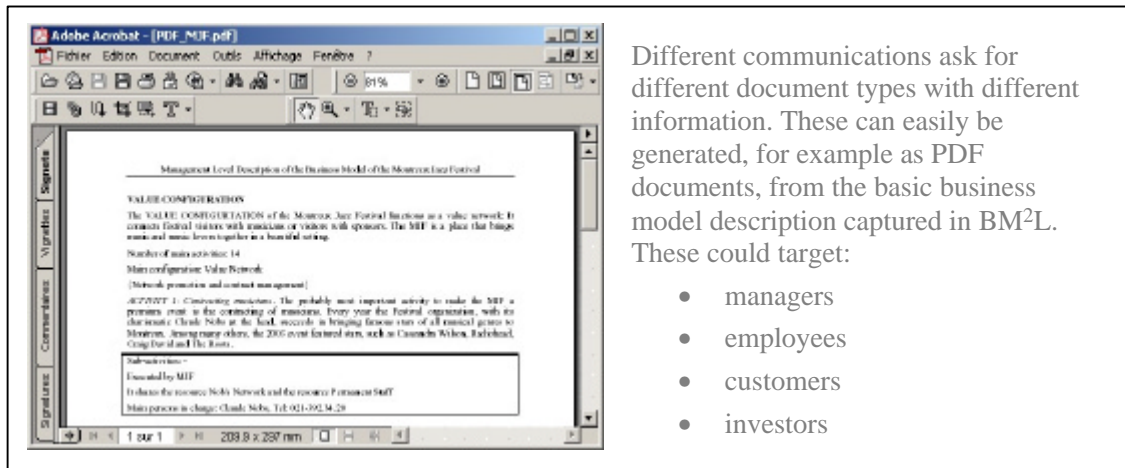 Adobe Acrobat - [PDF_MJF.pdf]
Fichier Edition Document Outils Affichage Fenêtre ?
81%
Signets
Vignettes
Commentaires
Signatures
Management Level Description of the Business Model of the Montreux Jazz Festival
VALUE CONFIGURATION
The VALUE CONFIGURTATION of the Montreux Jazz Festival functions as a value network. It
connects festival visitors with musicians or visitors with sponsors. The MJF is a place that brings
music and music lovers together in a beautiful setting.
Number of main activities: 14
Main configuration: Value Network
{Network promotion and contract management}
ACTIVITY 1: Contracting musicians. The probably most important activity to make the MJF a
premium event is the contracting of musicians. Every year the Festival organization, with its
charismatic Claude Nobs at the head, succeeds in bringing famous stars of all musical genres to
Montreux. Among many others, the 2003 event featured stars, such as Cassandra Wilson, Radiohead,
Craig David and The Roots.
Sub-activities: -
Executed by MJF
It shares the resource Nob's Network and the resource Permanent Staff
Main persons in charge: Claude Nobs, Tel:
1 sur 1 209.9 x 297 mm
Different communications ask for
different document types with different
information. These can easily be
generated, for example as PDF
documents, from the basic business
model description captured in BM²L.
These could target:
• managers
• employees
• customers
• investors